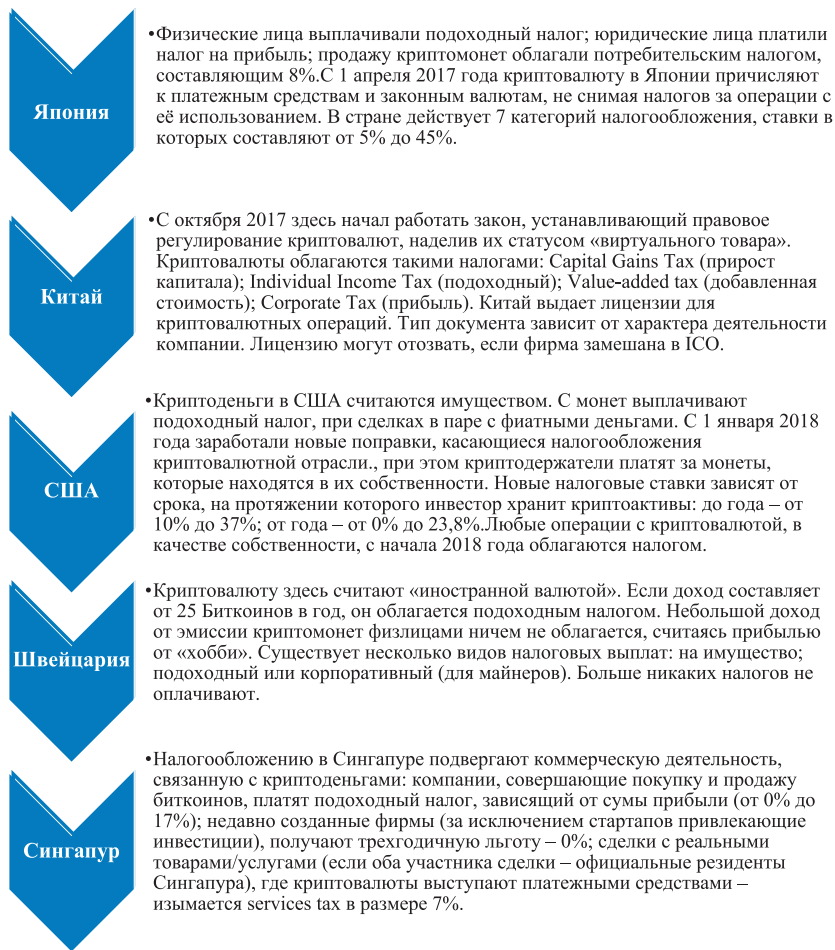 Япония
•Физические лица выплачивали подоходный налог; юридические лица платили
налог на прибыль; продажу криптомонет облагали потребительским налогом,
составляющим 8%.С 1 апреля 2017 года криптовалюту в Японии причисляют
к платежным средствам и законным валютам, не снимая налогов за операции с
её использованием. В стране действует 7 категорий налогообложения, ставки в
которых составляют от 5% до 45%.
Китай
•С октября 2017 здесь начал работать закон, устанавливающий правовое
регулирование криптовалют, наделив их статусом «виртуального товара».
Криптовалюты облагаются такими налогами: Capital Gains Tax (прирост
капитала); Individual Income Tax (подоходный); Value-added tax (добавленная
стоимость); Corporate Tax (прибыль). Китай выдает лицензии для
криптовалютных операций. Тип документа зависит от характера деятельности
компании. Лицензию могут отозвать, если фирма замешана в ICO.
США
•Криптоденьги в США считаются имуществом. С монет выплачивают
подоходный налог, при сделках в паре с фиатными деньгами. С 1 января 2018
года заработали новые поправки, касающиеся налогообложения
криптовалютной отрасли., при этом криптодержатели платят за монеты,
которые находятся в их собственности. Новые налоговые ставки зависят от
срока, на протяжении которого инвестор хранит криптоактивы: до года – от
10% до 37%; от года – от 0% до 23,8%.Любые операции с криптовалютой, в
качестве собственности, с начала 2018 года облагаются налогом.
Швейцария
•Криптовалюту здесь считают «иностранной валютой». Если доход составляет
от 25 Биткоинов в год, он облагается подоходным налогом. Небольшой доход
от эмиссии криптомонет физлицами ничем не облагается, считаясь прибылью
от «хобби». Существует несколько видов налоговых выплат: на имущество;
подоходный или корпоративный (для майнеров). Больше никаких налогов не
оплачивают.
Сингапур
•Налогообложению в Сингапуре подвергают коммерческую деятельность,
связанную с криптоденьгами: компании, совершающие покупку и продажу
биткоинов, платят подоходный налог, зависящий от сумы прибыли (от 0% до
17%); недавно созданные фирмы (за исключением стартапов привлекающие
инвестиции), получают трехгодичную льготу – 0%; сделки с реальными
товарами/услугами (если оба участника сделки – официальные резиденты
Сингапура), где криптовалюты выступают платежными средствами –
изымается services tax в размере 7%.